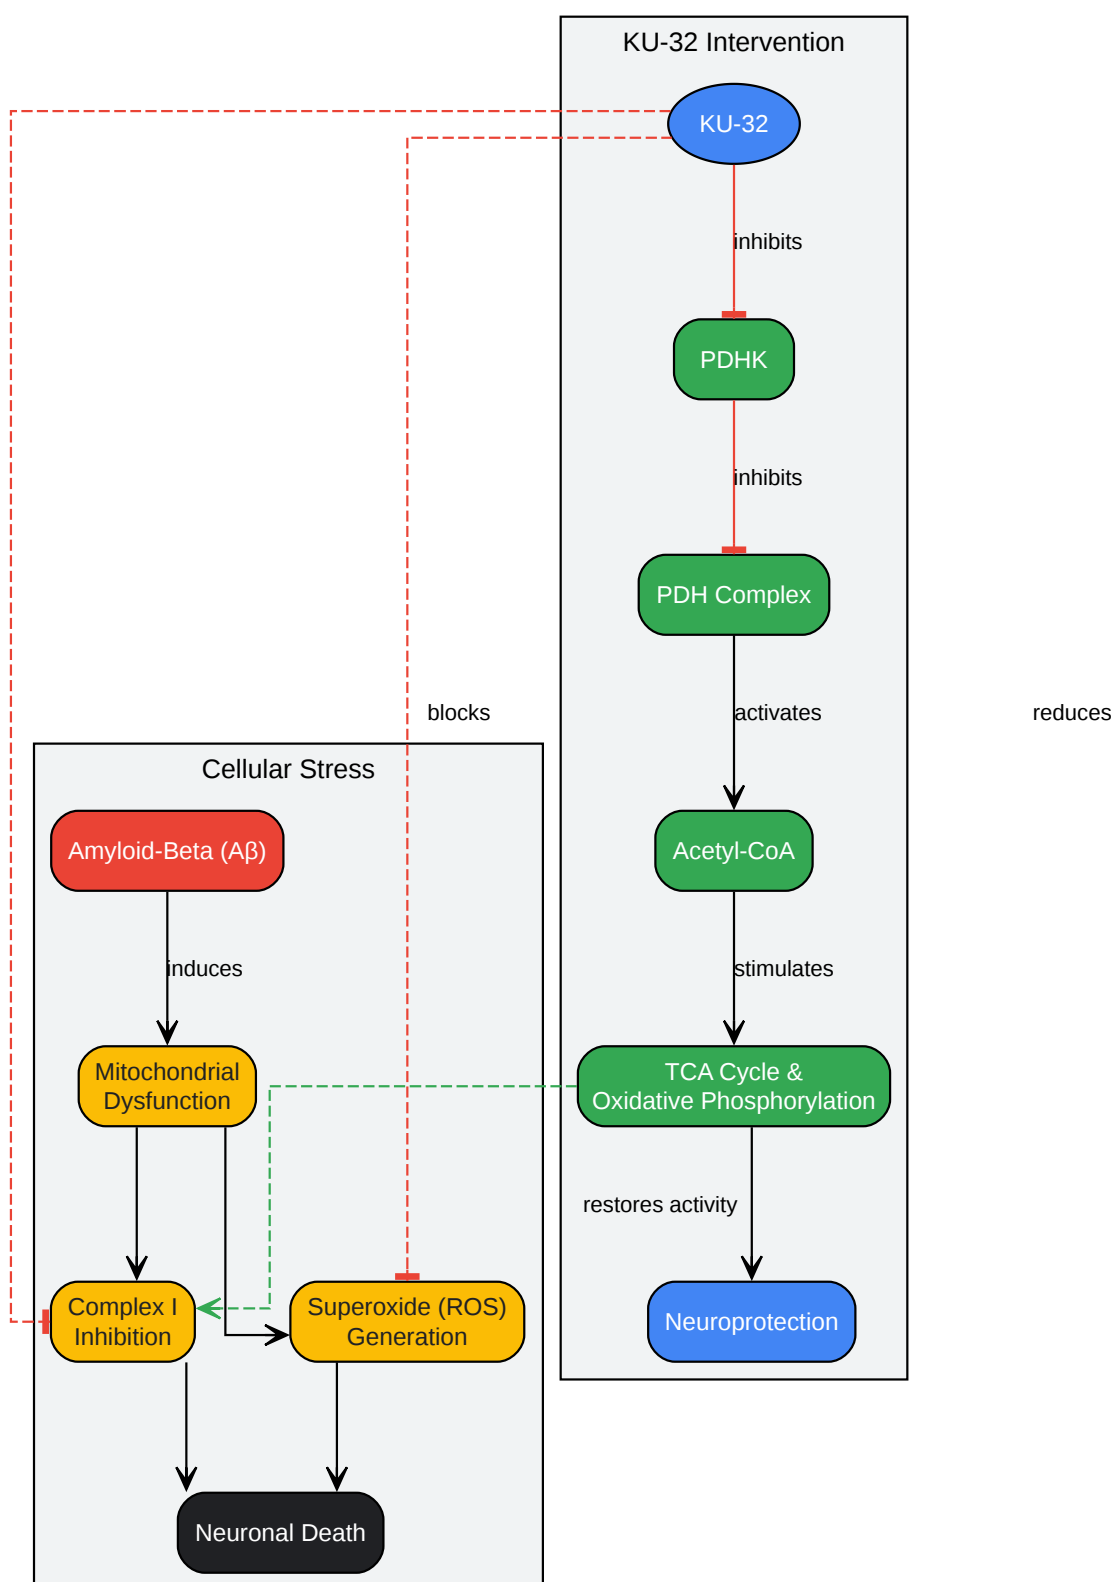 KU-32 Intervention
KU-32
inhibits
PDHK
inhibits
PDH Complex
blocks
activates
reduces
Cellular Stress
Amyloid-Beta (Aβ)
Acetyl-CoA
induces
stimulates
Mitochondrial
Dysfunction
TCA Cycle &
Oxidative Phosphorylation
restores activity
Complex I
Inhibition
Superoxide (ROS)
Generation
Neuroprotection
Neuronal Death